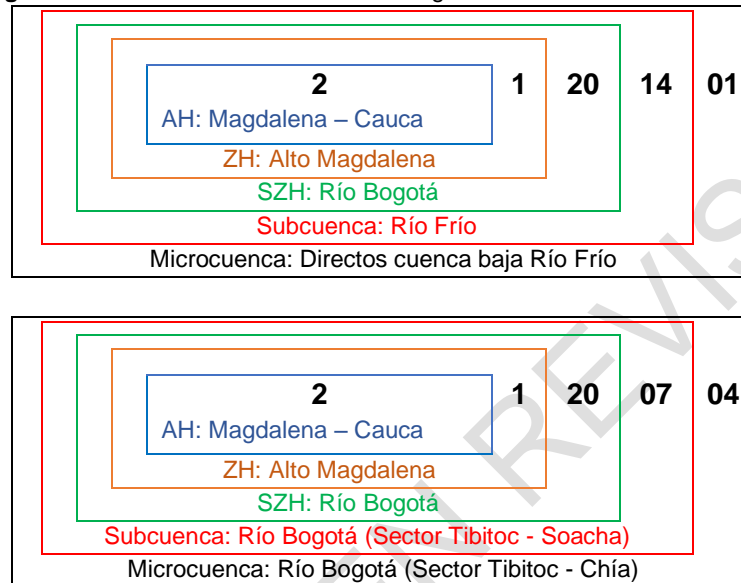 2 1 20 14 01
AH: Magdalena – Cauca
ZH: Alto Magdalena
SZH: Río Bogotá
Subcuenca: Río Frío
Microcuenca: Directos cuenca baja Río Frío
2 1 20 07 04
AH: Magdalena – Cauca
ZH: Alto Magdalena
SZH: Río Bogotá
Subcuenca: Río Bogotá (Sector Tibitoc - Soacha)
Microcuenca: Río Bogotá (Sector Tibitoc - Chía)